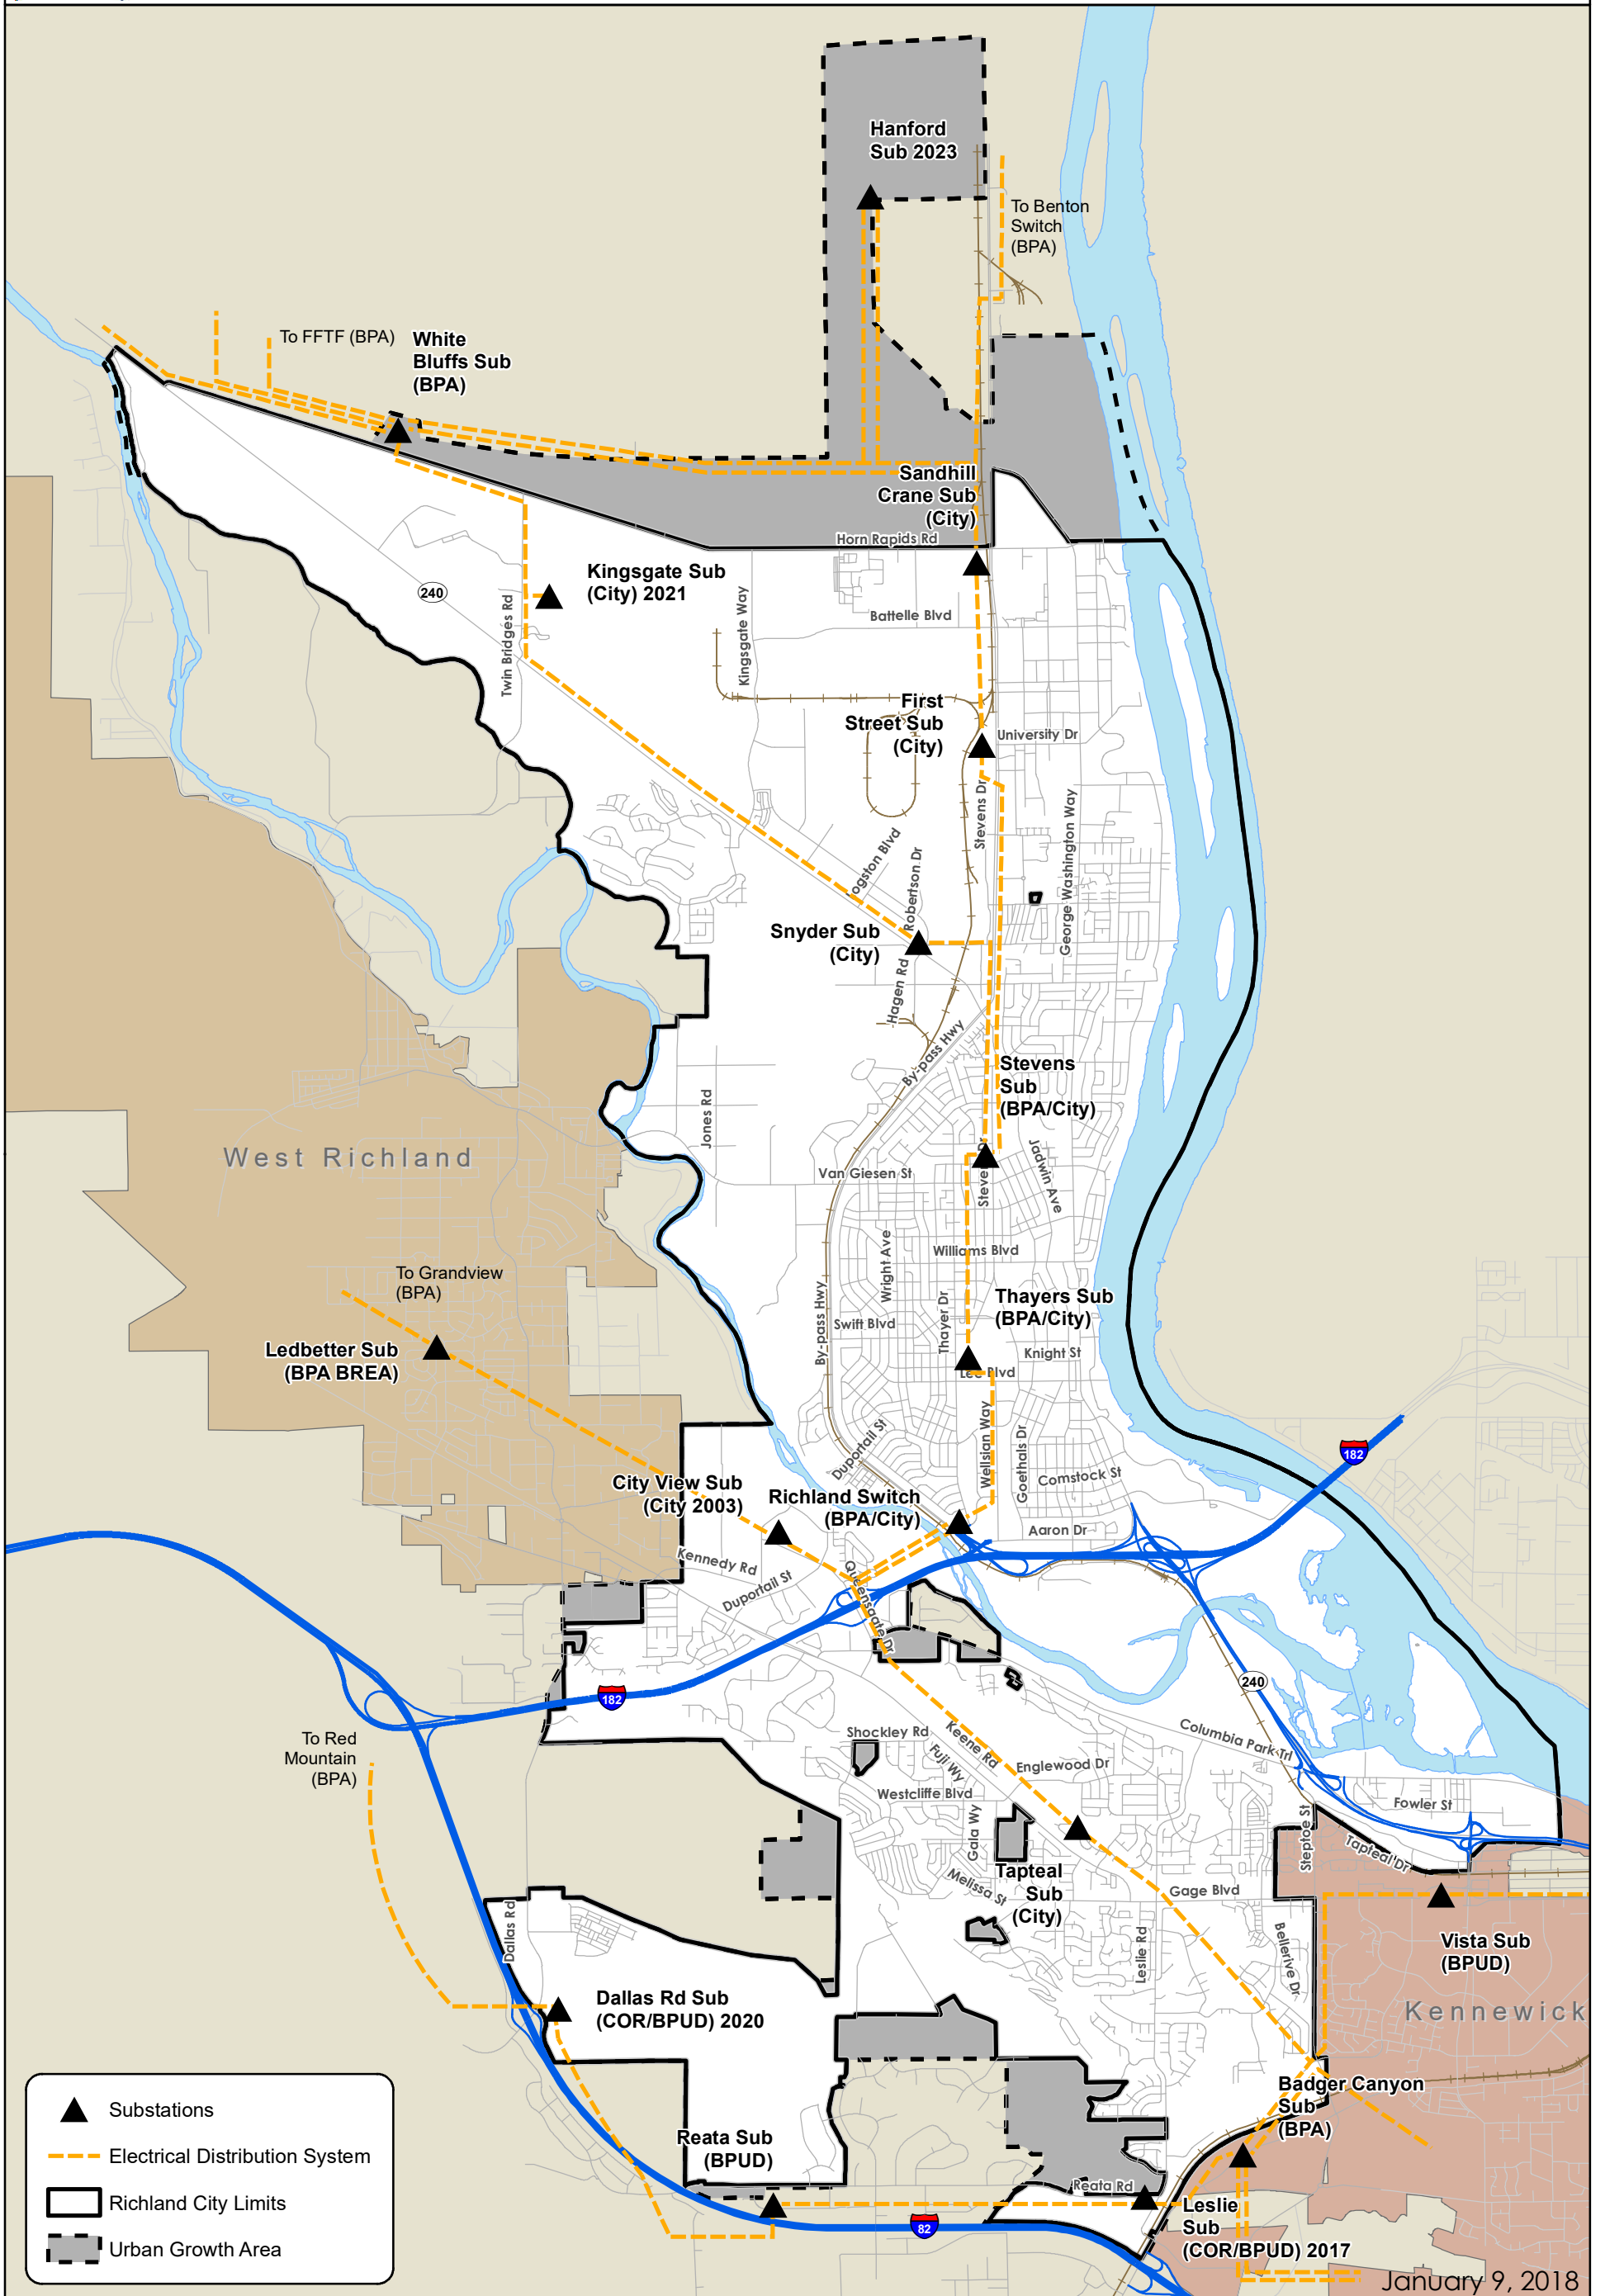 Hanford
Sub 2023
To Benton
Switch
(BPA)
To FFTF (BPA)
White
Bluffs Sub
(BPA)
Sandhill
Crane Sub
(City)
Horn Rapids Rd
Kingsgate Sub
(City) 2021
240
Twin Bridges Rd
Kingsgate Way
Battelle Blvd
First
Street Sub
(City)
University Dr
Stevens Dr
George Washington Way
Logston Blvd
Robertson Dr
Snyder Sub
(City)
Hagen Rd
By-pass Hwy
Stevens
Sub
(BPA/City)
Jones Rd
West Richland
Van Giesen St
Jadwin Ave
Wright Ave
Williams Blvd
To Grandview
(BPA)
Thayers Sub
(BPA/City)
By-pass Hwy
Swift Blvd
Thayer Dr
Ledbetter Sub
(BPA BREA)
Knight St
Lee Blvd
Duportail St
Wellsian Way
Goethals Dr
Comstock St
182
City View Sub
(City 2003)
Richland Switch
(BPA/City)
Aaron Dr
Kennedy Rd
Duportail St
Queensgate Dr
182
240
To Red
Mountain
(BPA)
Shockley Rd
Keene Rd
Fuji Wy
Englewood Dr
Columbia Park Trl
Westcliffe Blvd
Fowler St
Gala Wy
Steptoe St
Tapteal Dr
Tapteal
Sub
(City)
Melissa St
Gage Blvd
Dallas Rd
Leslie Rd
Bellerive Dr
Vista Sub
(BPUD)
Kennewick
Dallas Rd Sub
(COR/BPUD) 2020
Badger Canyon
Sub
(BPA)
Reata Sub
(BPUD)
Reata Rd
Leslie
Sub
(COR/BPUD) 2017
82
Substations
Electrical Distribution System
Richland City Limits
Urban Growth Area
January 9, 2018